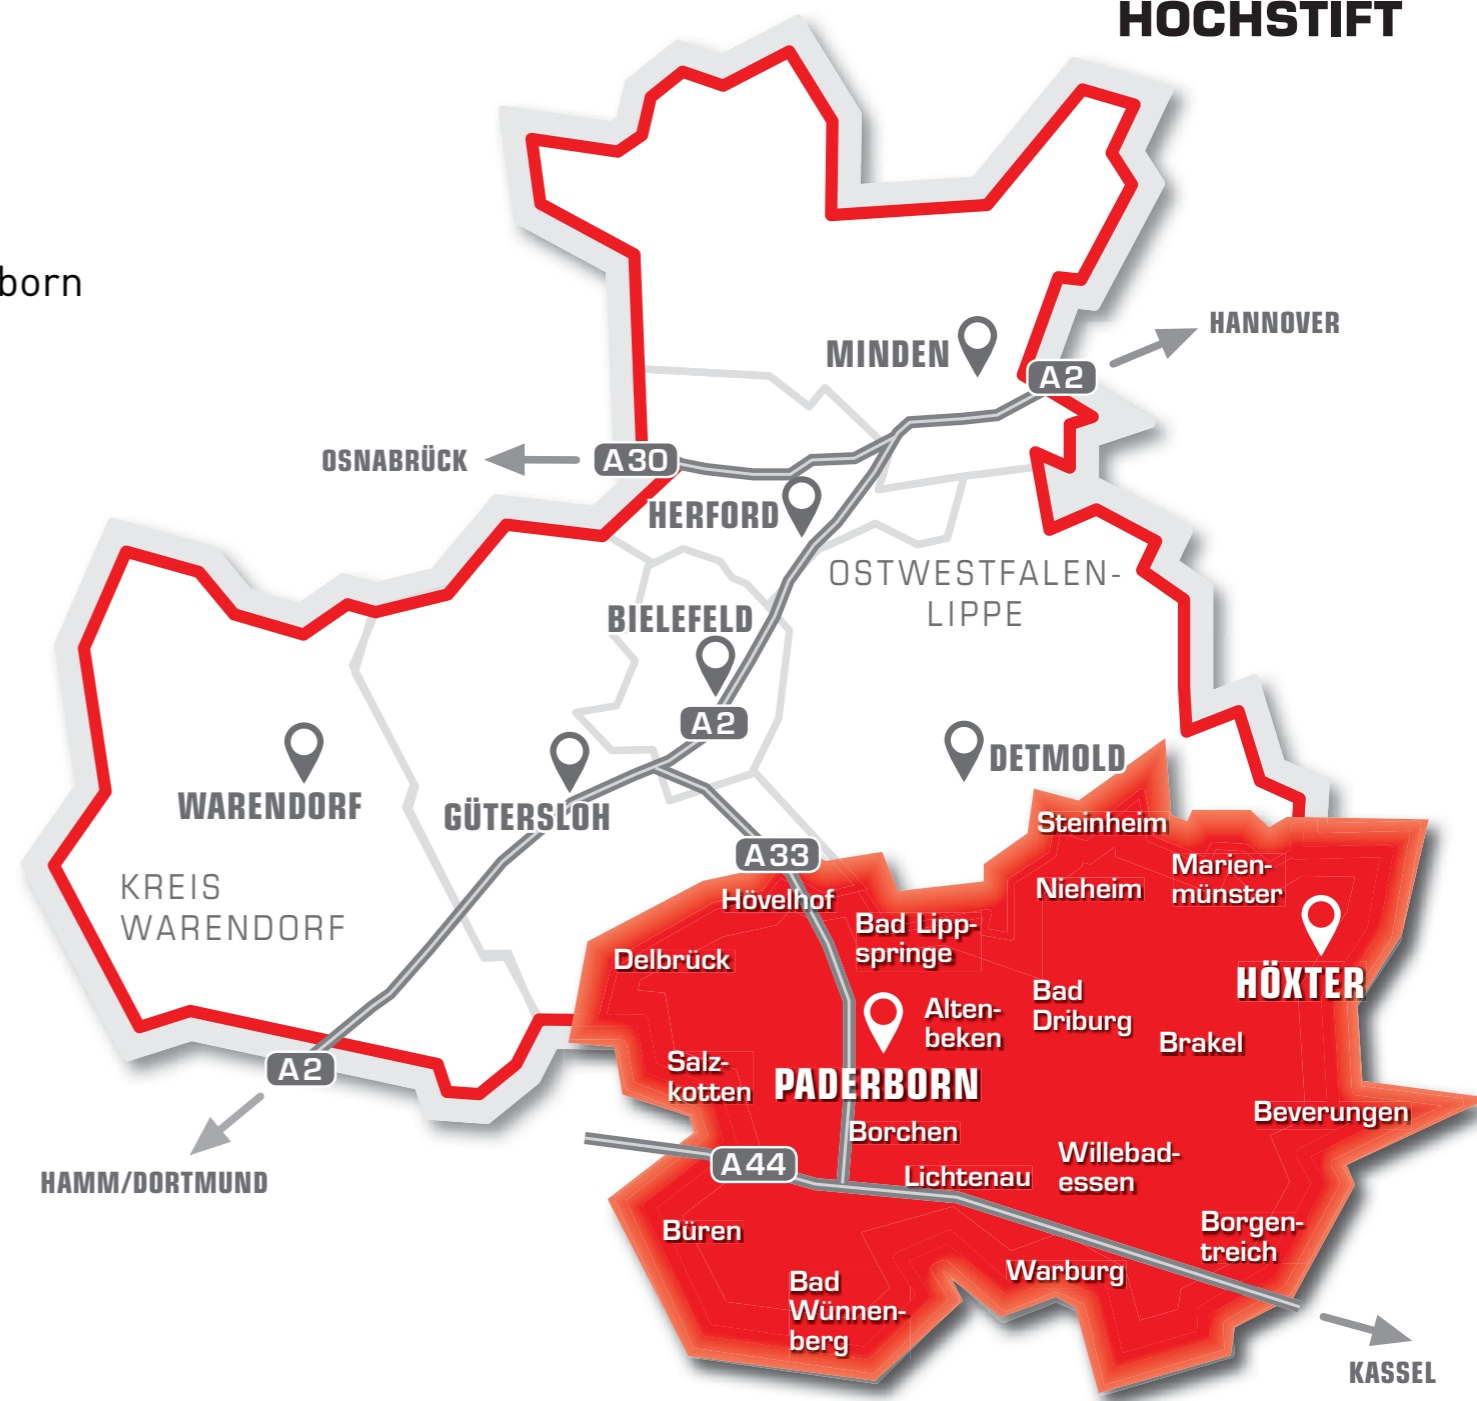 HOCHSTIFT
born
HANNOVER
MINDEN
A2
OSNABRÜCK
A30
HERFORD
OSTWESTFALEN-
LIPPE
BIELEFELD
A2
DETMOLD
WARENDORF
GÜTERSLOH
KREIS
WARENDORF
A33
Steinheim
Marien-
münster
Nieheim
Hövelhof
Bad Lipp-
springe
Delbrück
HÖXTER
Bad
Driburg
Alten-
beken
Brakel
Salz-
kotten
PADERBORN
A2
Beverungen
Borchen
HAMM/DORTMUND
A44
Lichtenau
Willebad-
essen
Büren
Borgen-
treich
Warburg
Bad
Wünnen-
berg
KASSEL